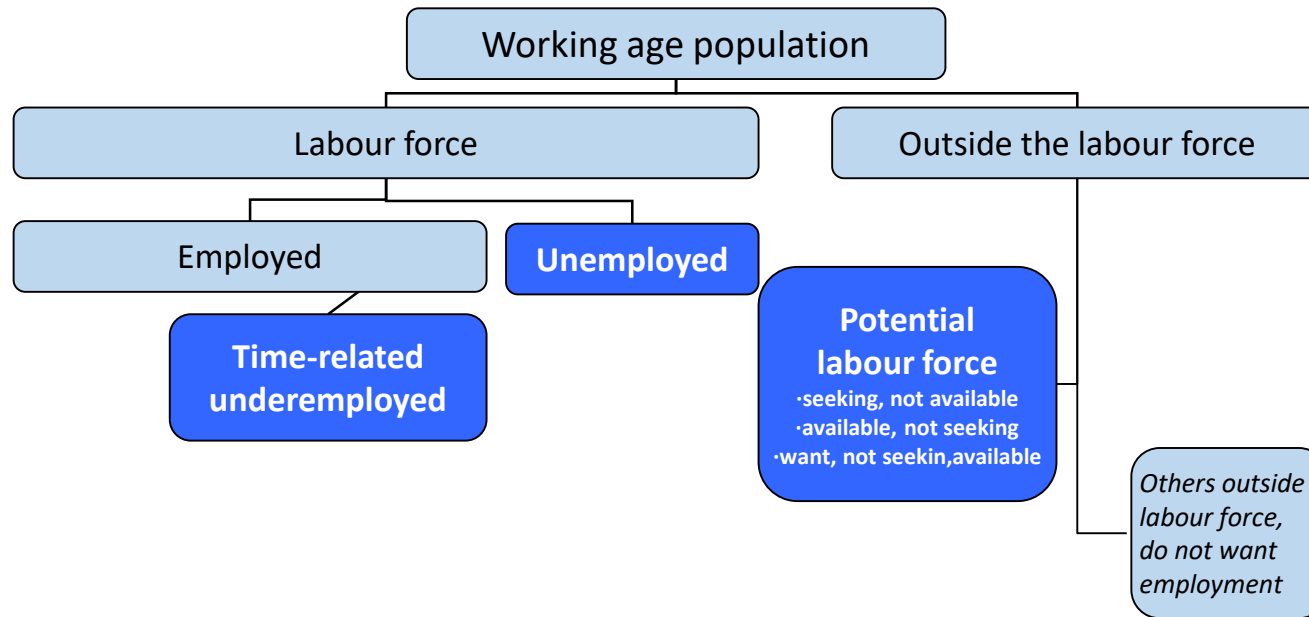 Working age population
Labour force
Outside the labour force
Employed
Unemployed
Time-related
underemployed
Potential
labour force
·seeking, not available
·available, not seeking
·want, not seekin,available
Others outside
labour force,
do not want
employment